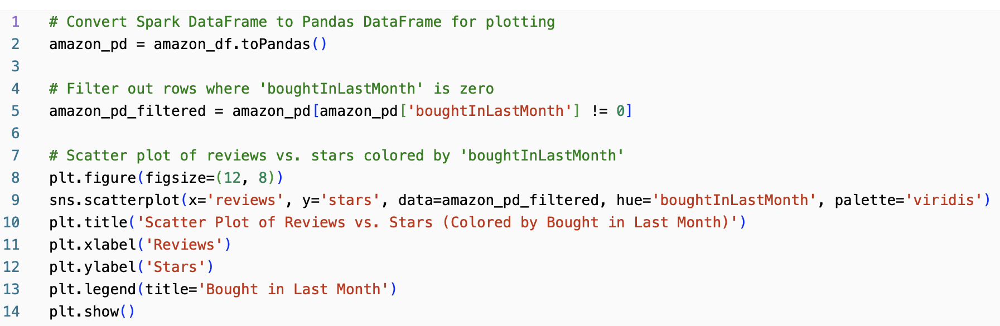 1 # Convert Spark DataFrame to Pandas DataFrame for plotting
2 amazon_pd = amazon_df.toPandas()
3
4 # Filter out rows where 'boughtInLastMonth' is zero
5 amazon_pd_filtered = amazon_pd[amazon_pd['boughtInLastMonth'] != 0]
6
7 # Scatter plot of reviews vs. stars colored by 'boughtInLastMonth'
8 plt.figure(figsize=(12, 8))
9 sns.scatterplot(x='reviews', y='stars', data=amazon_pd_filtered, hue='boughtInLastMonth', palette='viridis')
10 plt.title('Scatter Plot of Reviews vs. Stars (Colored by Bought in Last Month)')
11 plt.xlabel('Reviews')
12 plt.ylabel('Stars')
13 plt.legend(title='Bought in Last Month')
14 plt.show()